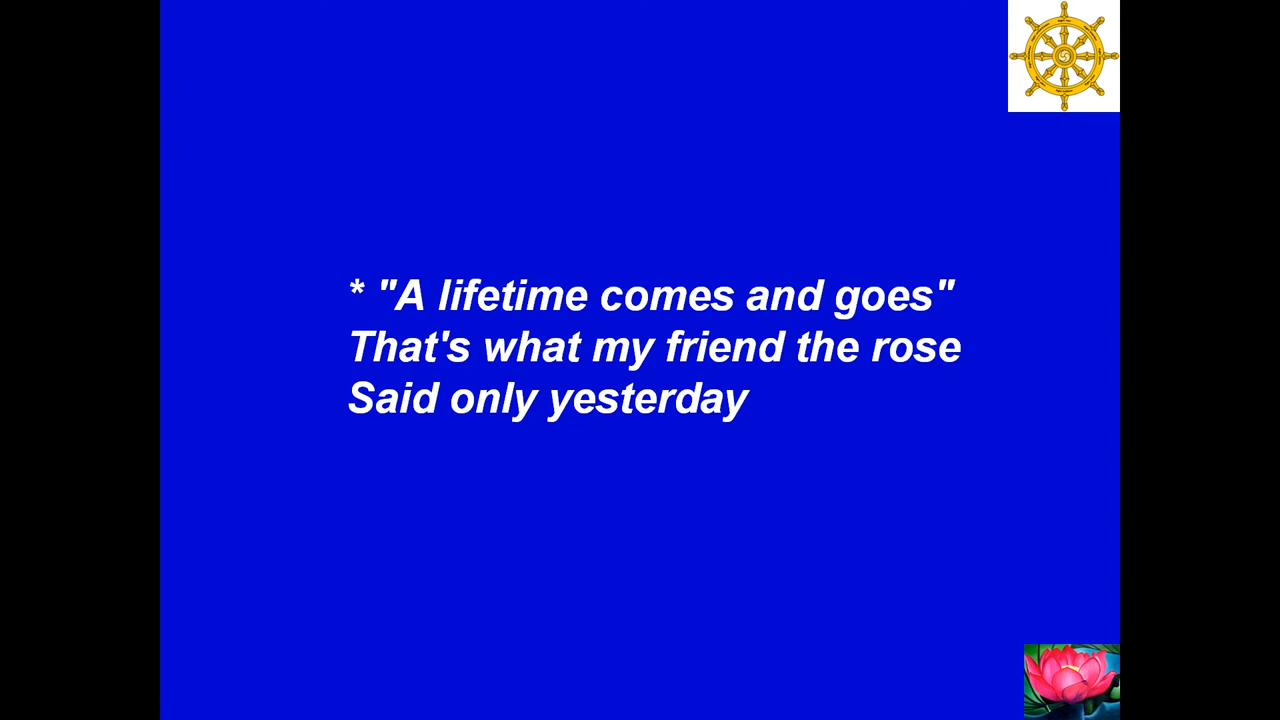 * "A lifetime comes and goes"
That's what my friend the rose
Said only yesterday